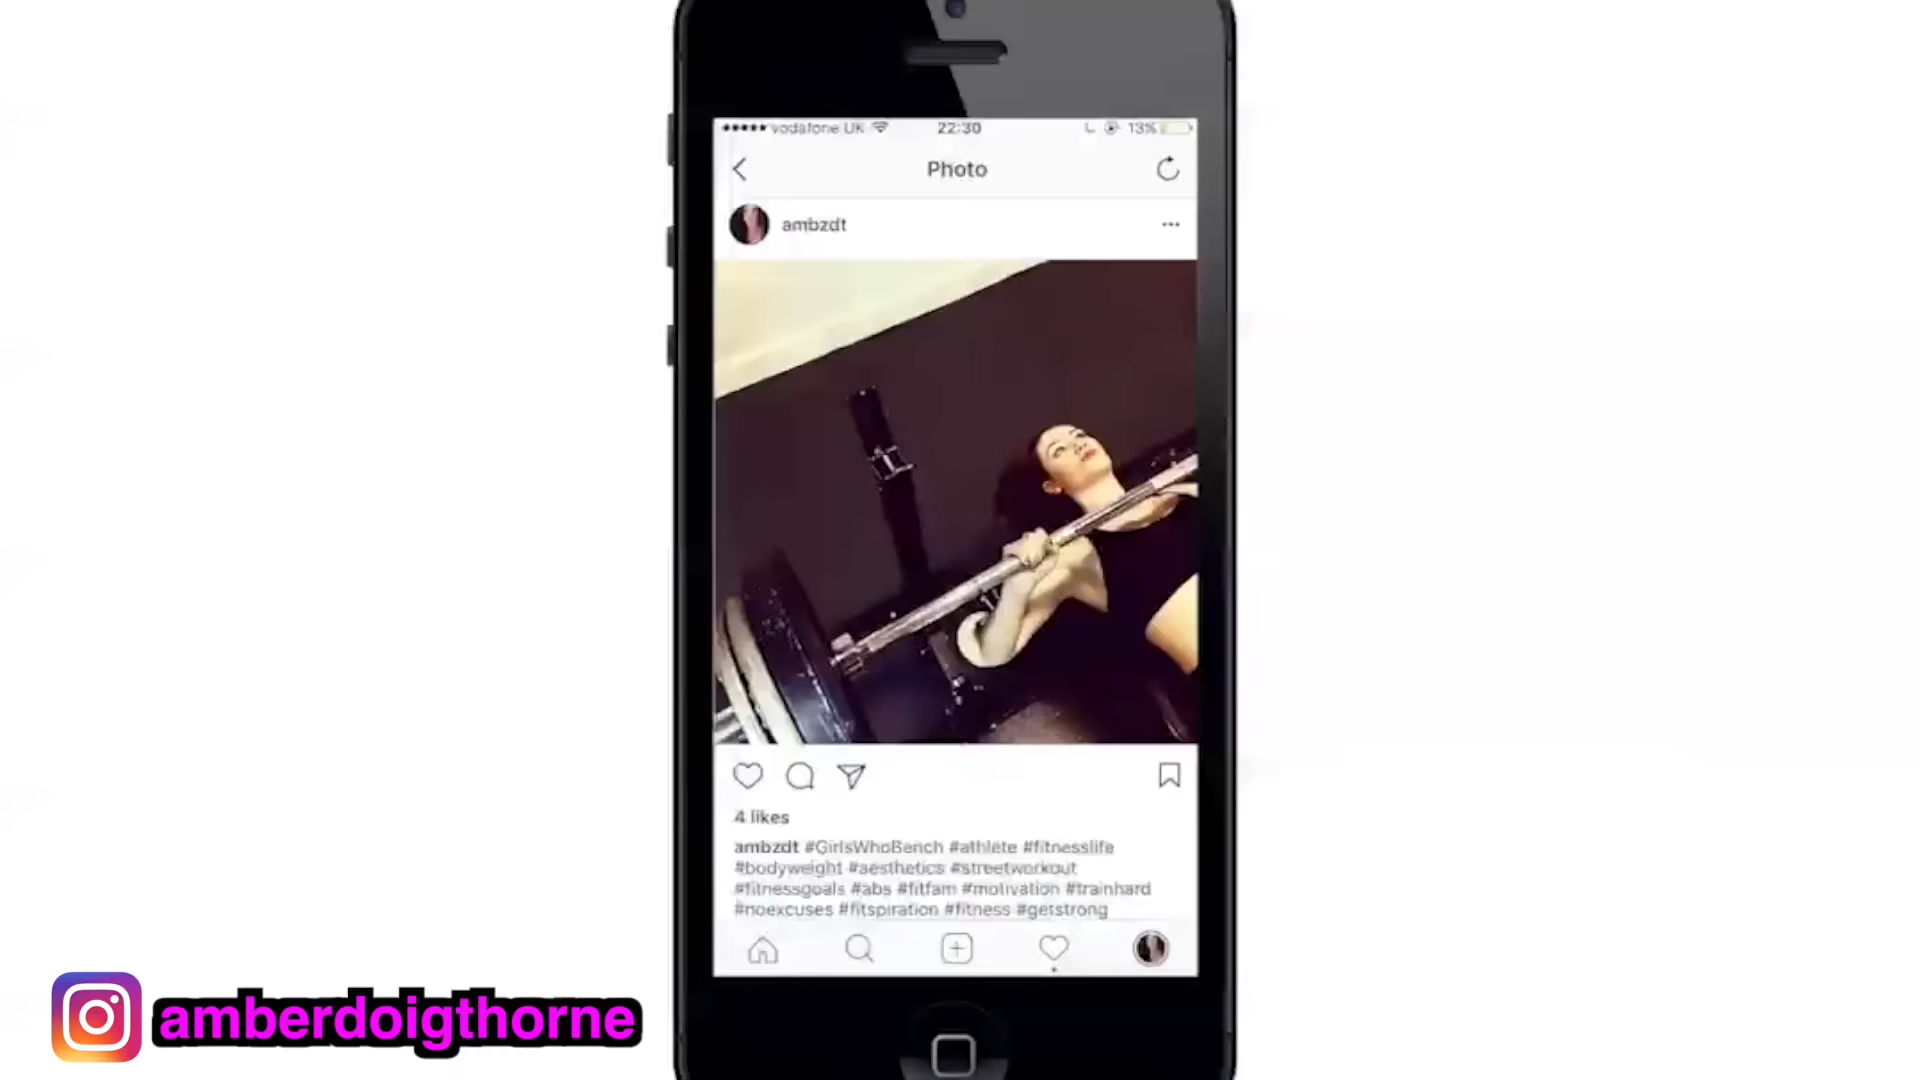 vodafone UK 22:30 13%
Photo
ambzdt
4 likes
ambzdt #GirlsWhoBench #athlete #fitnesslife
#bodyweight #aesthetics #streetworkout
#fitnessgoals #abs #fitfam #motivation #trainhard
#noexcuses #fitspiration #fitness #getstrong
amberdoigthorne